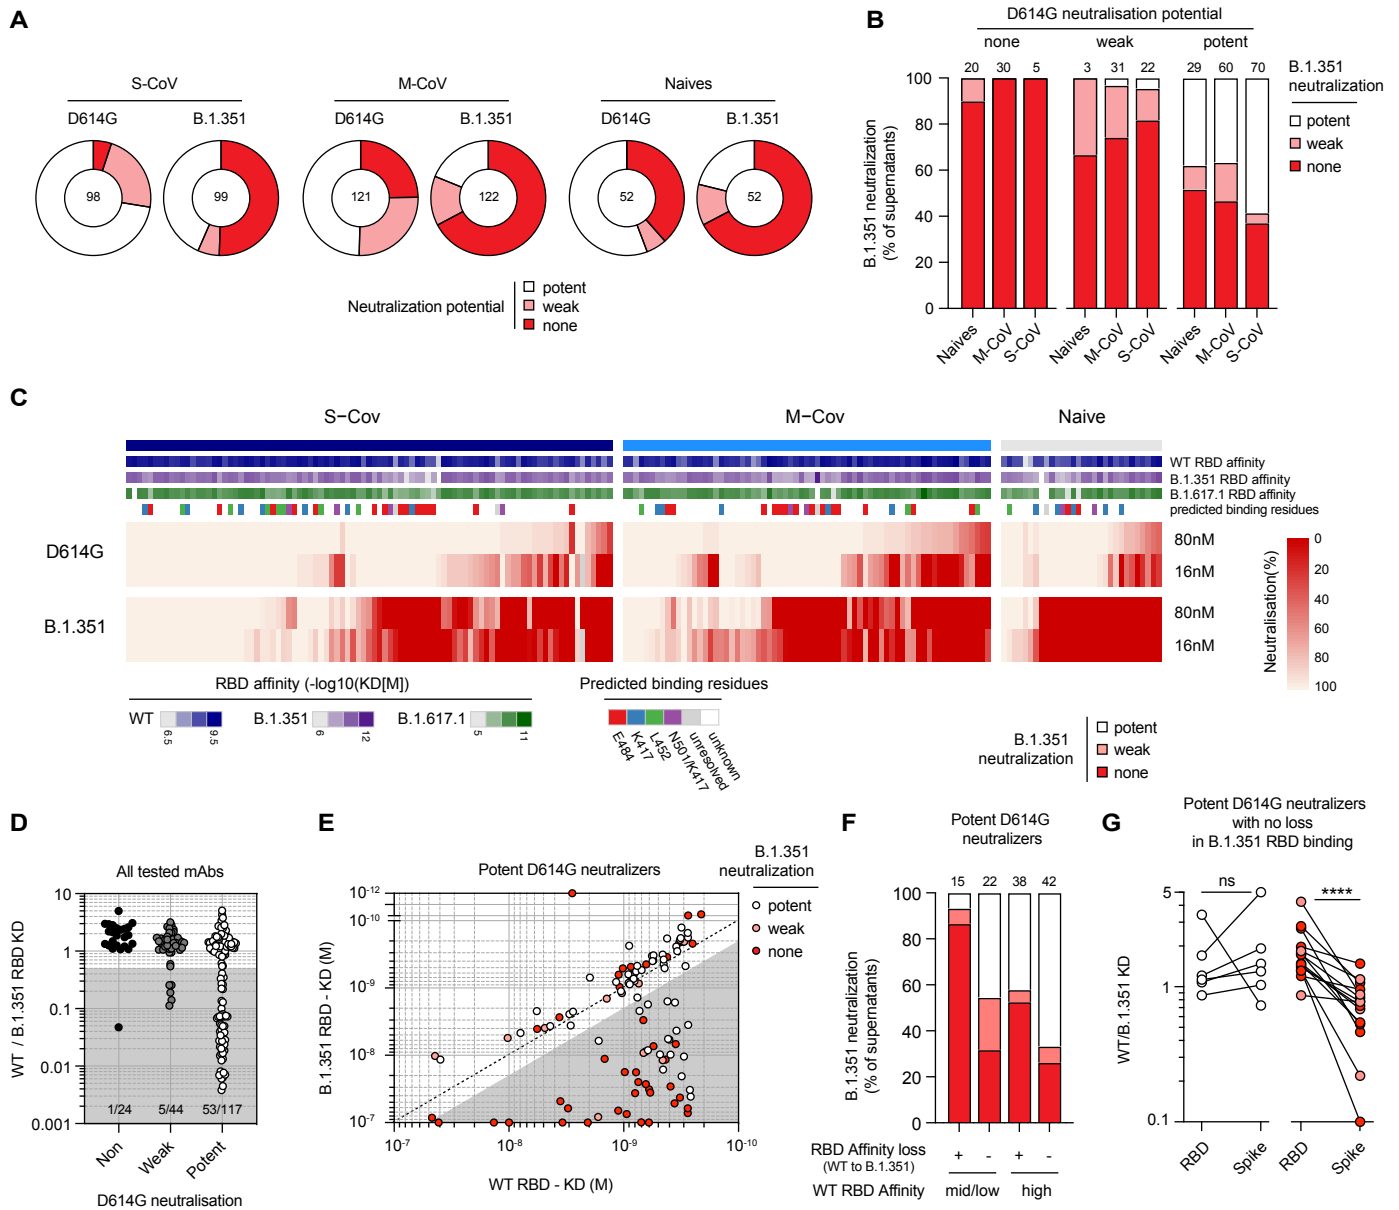 A
S-CoV
M-CoV
Naives
D614G
B.1.351
D614G
B.1.351
D614G
B.1.351
98
99
121
122
52
52
Neutralization potential
potent
weak
none
B
D614G neutralisation potential
none
weak
potent
20 30 5
3 31 22
29 60 70
B.1.351
neutralization
potent
weak
none
B.1.351 neutralization
(% of supernatants)
100
80
60
40
20
0
Naives
M-CoV
S-CoV
Naives
M-CoV
S-CoV
Naives
M-CoV
S-CoV
C
S-Cov
M-Cov
Naive
WT RBD affinity
B.1.351 RBD affinity
B.1.617.1 RBD affinity
predicted binding residues
D614G
80nM
16nM
B.1.351
80nM
16nM
Neutralisation(%)
0
20
40
60
80
100
RBD affinity (-log10(KD[M])
WT
6.5
9.5
B.1.351
6
12
B.1.617.1
5
11
Predicted binding residues
E484
K417
L452
N501/K417
unresolved
unknown
B.1.351
neutralization
potent
weak
none
D
All tested mAbs
WT / B.1.351 RBD KD
10
1
0.1
0.01
0.001
1/24
5/44
53/117
Non
Weak
Potent
D614G neutralisation
E
Potent D614G neutralizers
B.1.351
neutralization
potent
weak
none
B.1.351 RBD - KD (M)
10-12
10-10
10-9
10-8
10-7
10-7
10-8
10-9
10-10
WT RBD - KD (M)
F
Potent D614G
neutralizers
15 22 38 42
B.1.351 neutralization
(% of supernatants)
100
80
60
40
20
0
RBD Affinity loss
(WT to B.1.351)
+ - + -
WT RBD Affinity
mid/low
high
G
Potent D614G neutralizers
with no loss
in B.1.351 RBD binding
WT/B.1.351 KD
5
1
0.1
ns
****
RBD
Spike
RBD
Spike